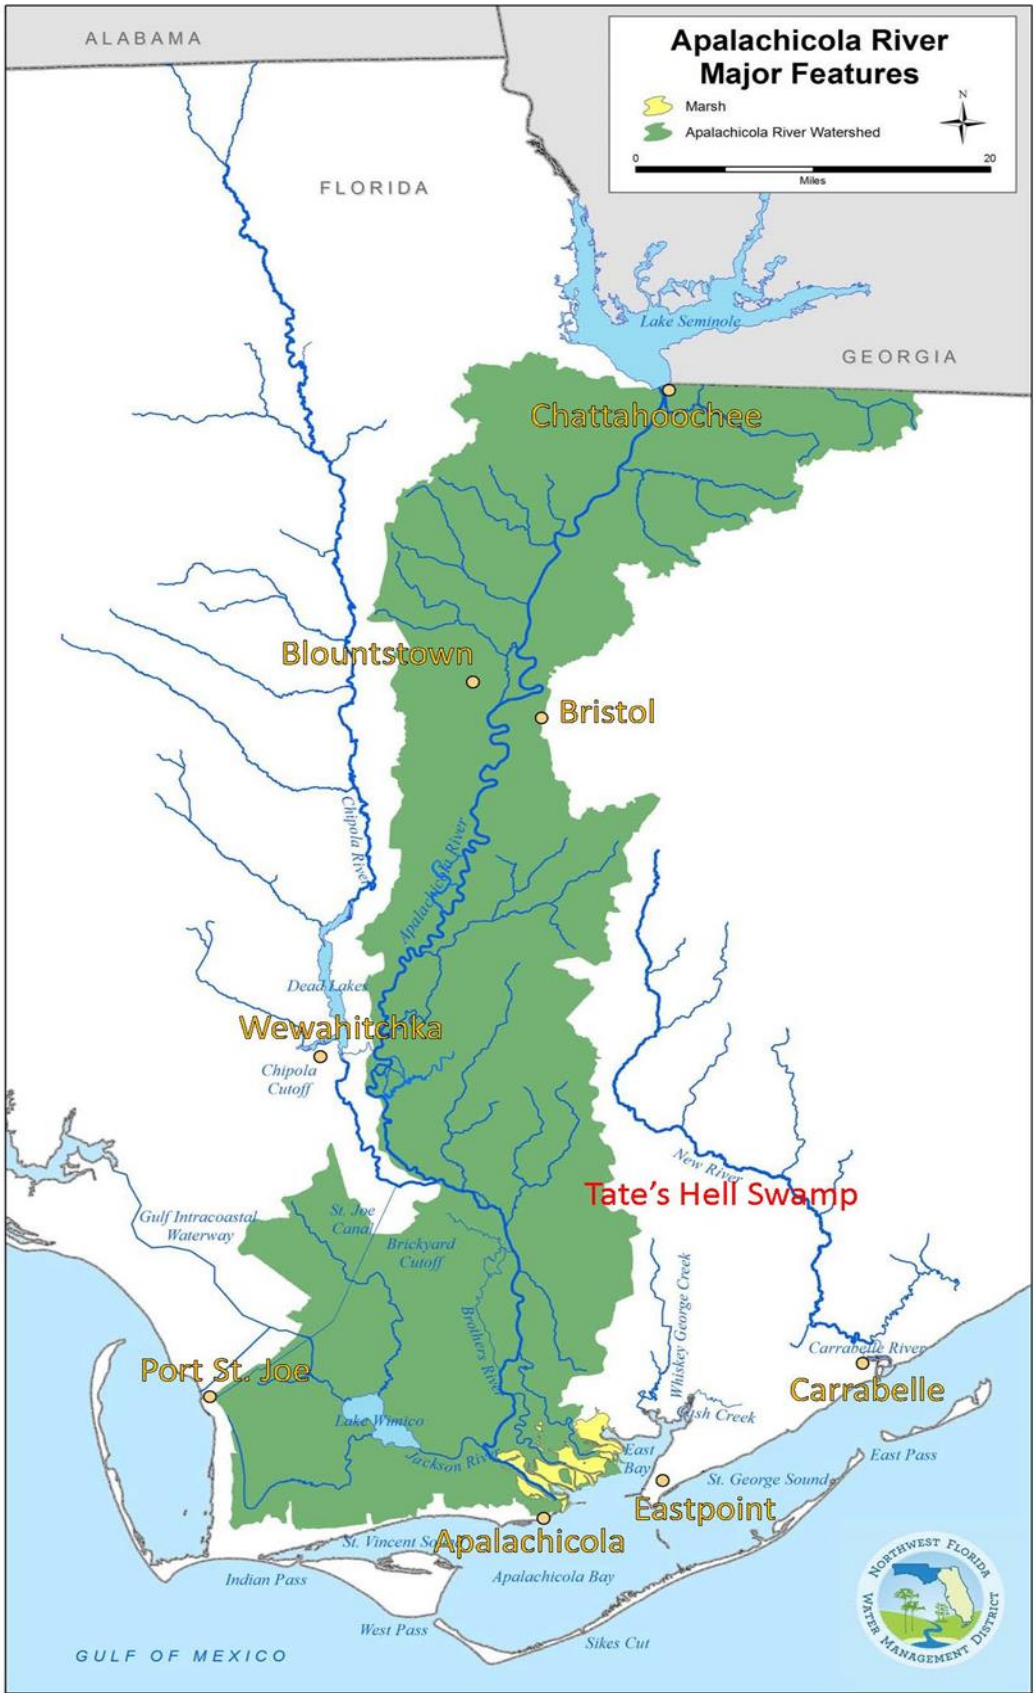 ALABAMA
Apalachicola River
Major Features
Marsh
Apalachicola River Watershed
N
0
20
Miles
FLORIDA
Lake Seminole
GEORGIA
Chattahoochee
Blountstown
Bristol
Chipola River
Apalachicola River
Dead Lakes
Wewahitchka
Chipola
Cutoff
New River
Tate's Hell Swamp
Gulf Intracoastal
Waterway
St. Joe
Canal
Brickyard
Cutoff
Whiskey George Creek
Brothers River
Carrabelle River
Port St. Joe
Carrabelle
Lake Wimico
Cash Creek
Jackson River
East
Bay
East Pass
St. George Sound
Eastpoint
Apalachicola
St. Vincent Sound
Indian Pass
Apalachicola Bay
West Pass
Sikes Cut
GULF OF MEXICO
NORTHWEST FLORIDA
WATER MANAGEMENT DISTRICT